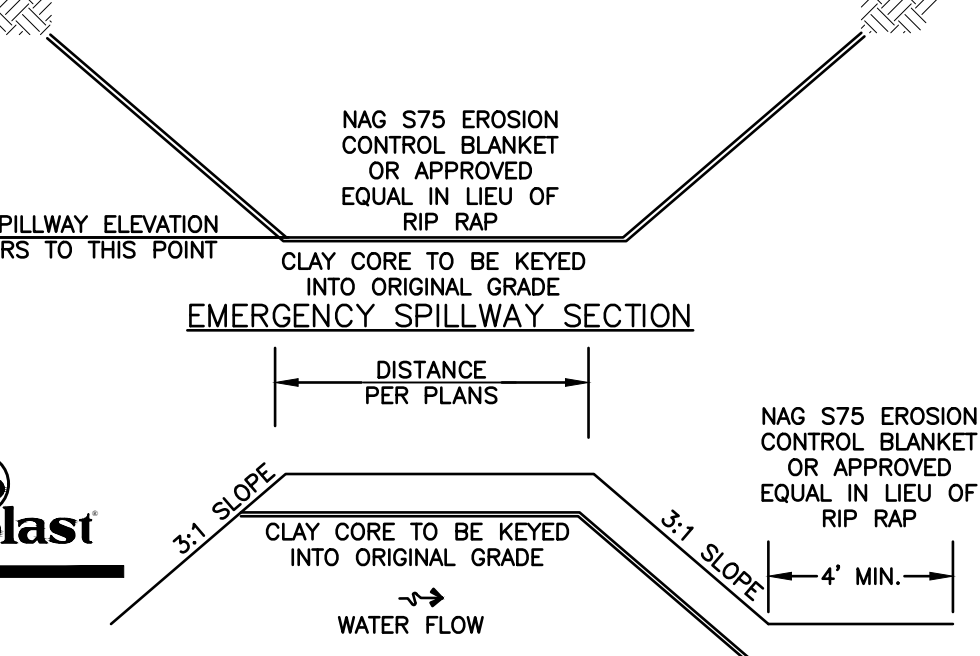 NAG S75 EROSION
CONTROL BLANKET
OR APPROVED
EQUAL IN LIEU OF
RIP RAP
PILLWAY ELEVATION
RS TO THIS POINT
CLAY CORE TO BE KEYED
INTO ORIGINAL GRADE
EMERGENCY SPILLWAY SECTION
DISTANCE
PER PLANS
NAG S75 EROSION
CONTROL BLANKET
OR APPROVED
EQUAL IN LIEU OF
RIP RAP
3:1 SLOPE
last®
CLAY CORE TO BE KEYED
INTO ORIGINAL GRADE
3:1 SLOPE
4' MIN.
WATER FLOW